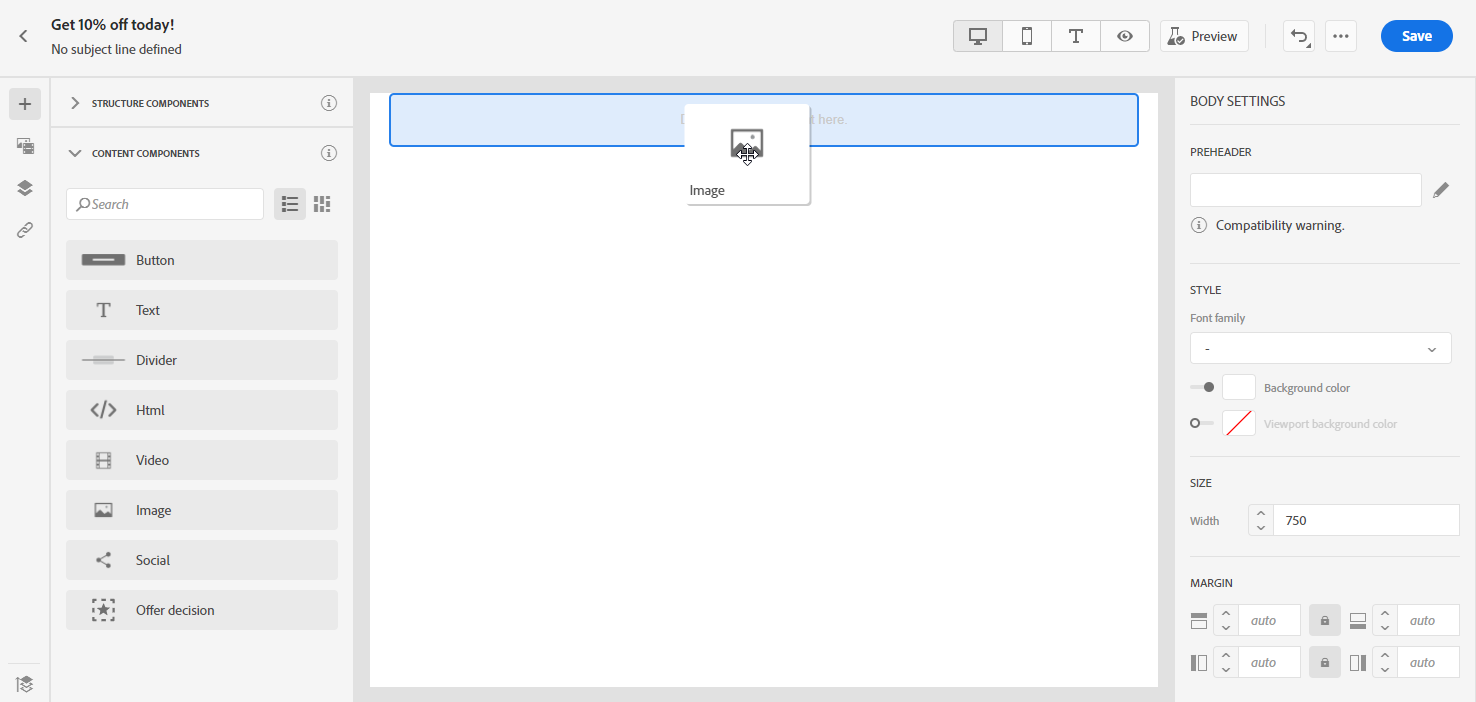 Get 10% off today!
No subject line defined
Preview
Save
STRUCTURE COMPONENTS
CONTENT COMPONENTS
Search
Button
Text
Divider
Html
Video
Image
Social
Offer decision
here.
Image
BODY SETTINGS
PREHEADER
Compatibility warning.
STYLE
Font family
-
Background color
Viewport background color
SIZE
Width
750
MARGIN
auto
auto
auto
auto